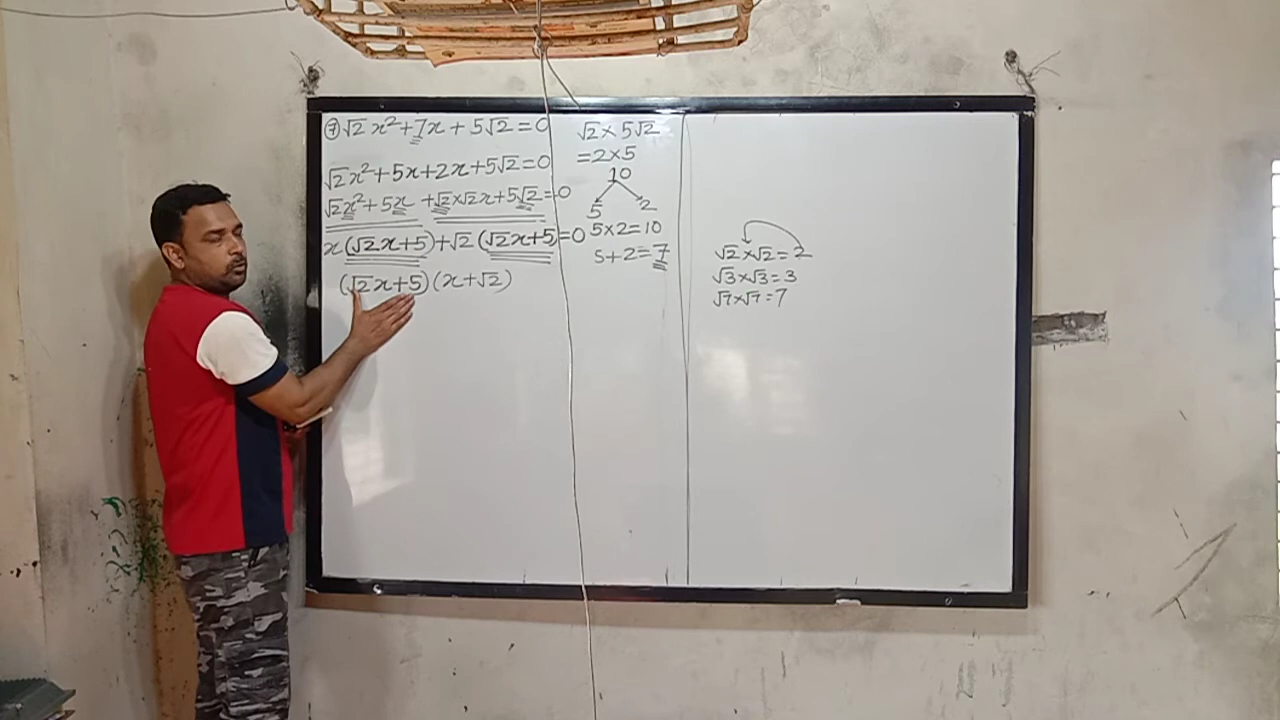 ⑦ √2 x² + 7x + 5√2 = 0
√2x² + 5x + 2x + 5√2 = 0
√2x² + 5x + √2×√2x + 5√2 = 0
x(√2x+5) + √2(√2x+5) = 0
(√2x+5)(x+√2)
√2 × 5√2
= 2×5
10
5 2
5×2=10
5+2=7
√2×√2=2
√3×√3=3
√7×√7=7